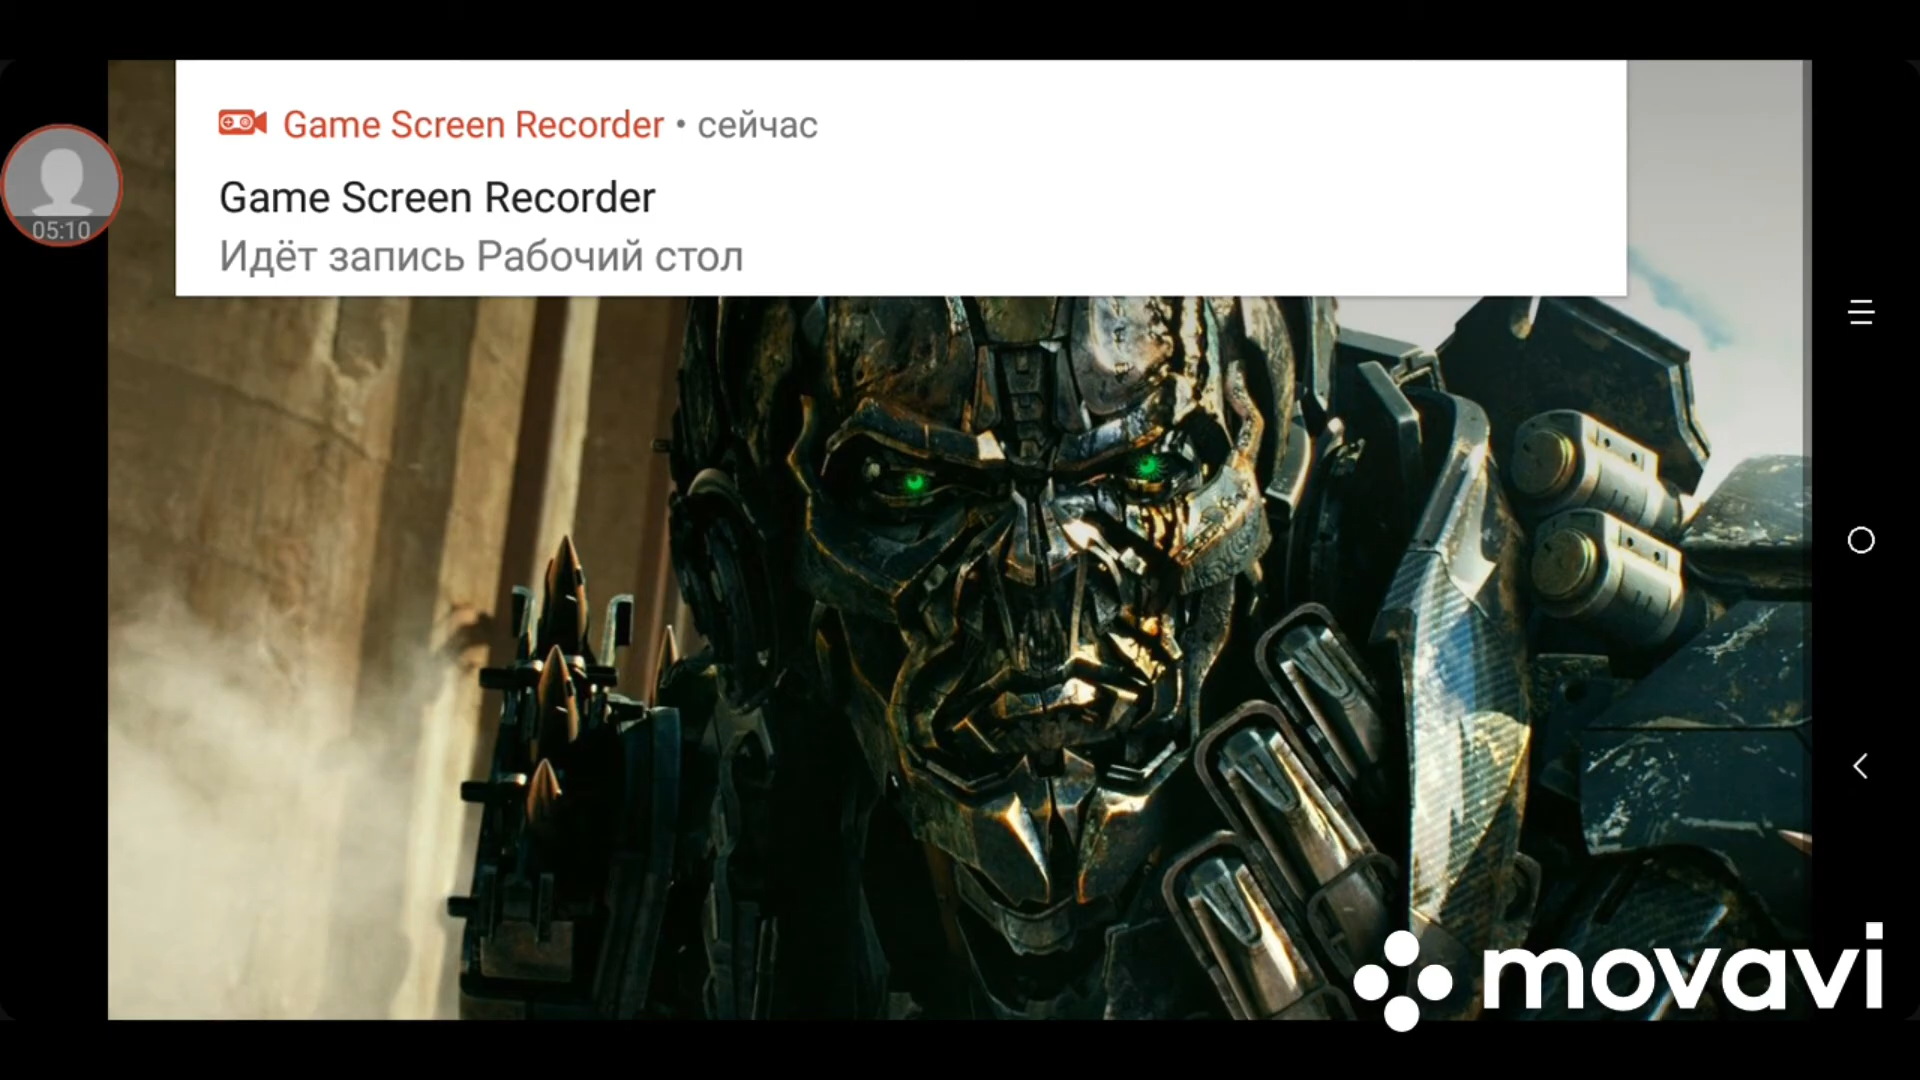 Game Screen Recorder • сейчас
Game Screen Recorder
Идёт запись Рабочий стол
05:10
movavi